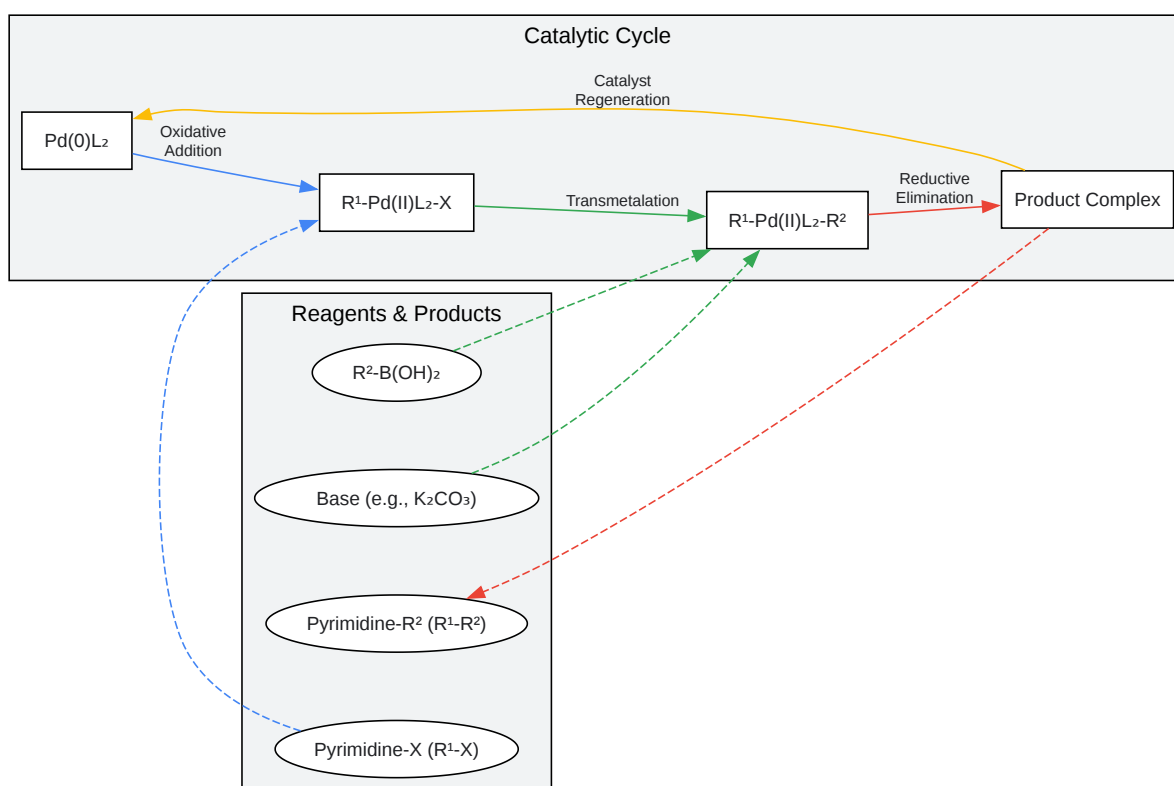 Catalytic Cycle
Catalyst
Regeneration
Pd(0)L₂
Oxidative
Addition
R¹-Pd(II)L₂-X
Transmetalation
R¹-Pd(II)L₂-R²
Reductive
Elimination
Product Complex
Reagents & Products
R²-B(OH)₂
Base (e.g., K₂CO₃)
Pyrimidine-R² (R¹-R²)
Pyrimidine-X (R¹-X)